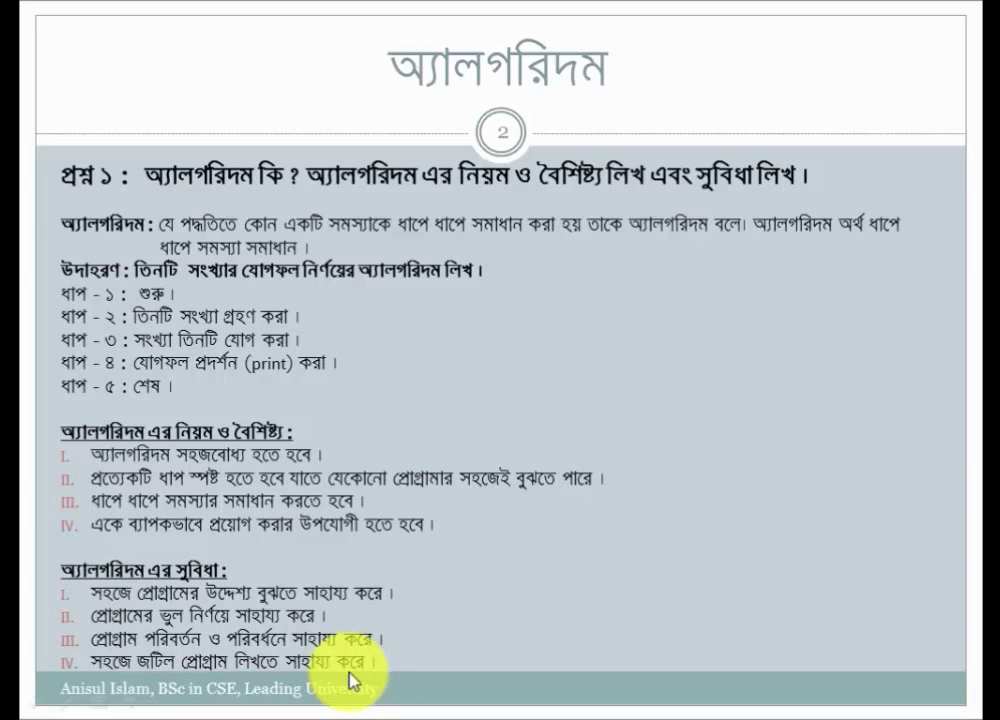 অ্যালগরিদম
2
প্রশ্ন ১ : অ্যালগরিদম কি ? অ্যালগরিদম এর নিয়ম ও বৈশিষ্ট্য লিখ এবং সুবিধা লিখ ।
অ্যালগরিদম : যে পদ্ধতিতে কোন একটি সমস্যাকে ধাপে ধাপে সমাধান করা হয় তাকে অ্যালগরিদম বলে। অ্যালগরিদম অর্থ ধাপে
ধাপে সমস্যা সমাধান ।
উদাহরণ : তিনটি সংখ্যার যোগফল নির্ণয়ের অ্যালগরিদম লিখ ।
ধাপ - ১ : শুরু ।
ধাপ - ২ : তিনটি সংখ্যা গ্রহণ করা ।
ধাপ - ৩ : সংখ্যা তিনটি যোগ করা ।
ধাপ - ৪ : যোগফল প্রদর্শন (print) করা ।
ধাপ - ৫ : শেষ ।
অ্যালগরিদম এর নিয়ম ও বৈশিষ্ট্য :
I. অ্যালগরিদম সহজবোধ্য হতে হবে ।
II. প্রত্যেকটি ধাপ স্পষ্ট হতে হবে যাতে যেকোনো প্রোগ্রামার সহজেই বুঝতে পারে ।
III. ধাপে ধাপে সমস্যার সমাধান করতে হবে ।
IV. একে ব্যাপকভাবে প্রয়োগ করার উপযোগী হতে হবে ।
অ্যালগরিদম এর সুবিধা :
I. সহজে প্রোগ্রামের উদ্দেশ্য বুঝতে সাহায্য করে ।
II. প্রোগ্রামের ভুল নির্ণয়ে সাহায্য করে ।
III. প্রোগ্রাম পরিবর্তন ও পরিবর্ধনে সাহায্য করে ।
IV. সহজে জটিল প্রোগ্রাম লিখতে সাহায্য করে ।
Anisul Islam, BSc in CSE, Leading University